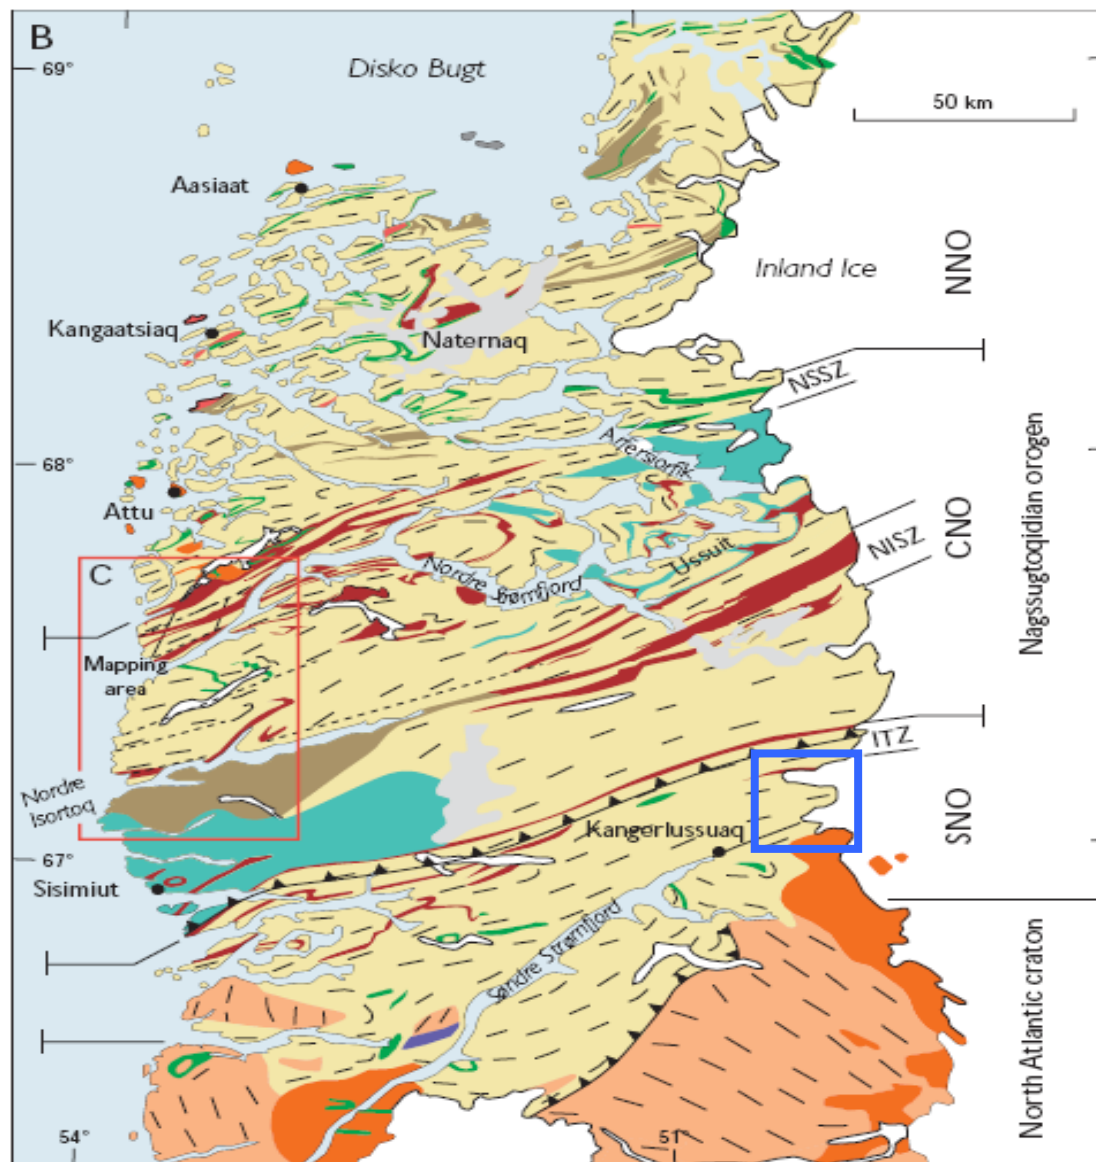 B
69°
Disko Bugt
50 km
Aasiaat
NNO
Inland Ice
Kangaatsiaq
Naternaq
NSSZ
Arfersiorfik
68°
Attu
CNO
NISZ
Ussuit
Nagssugtoqidian orogen
C
Nordre Strømfjord
Mapping
area
ITZ
Nordre
Isortoq
Kangerlussuaq
SNO
67°
Sisimiut
Søndre Strømfjord
North Atlantic craton
54°
51°